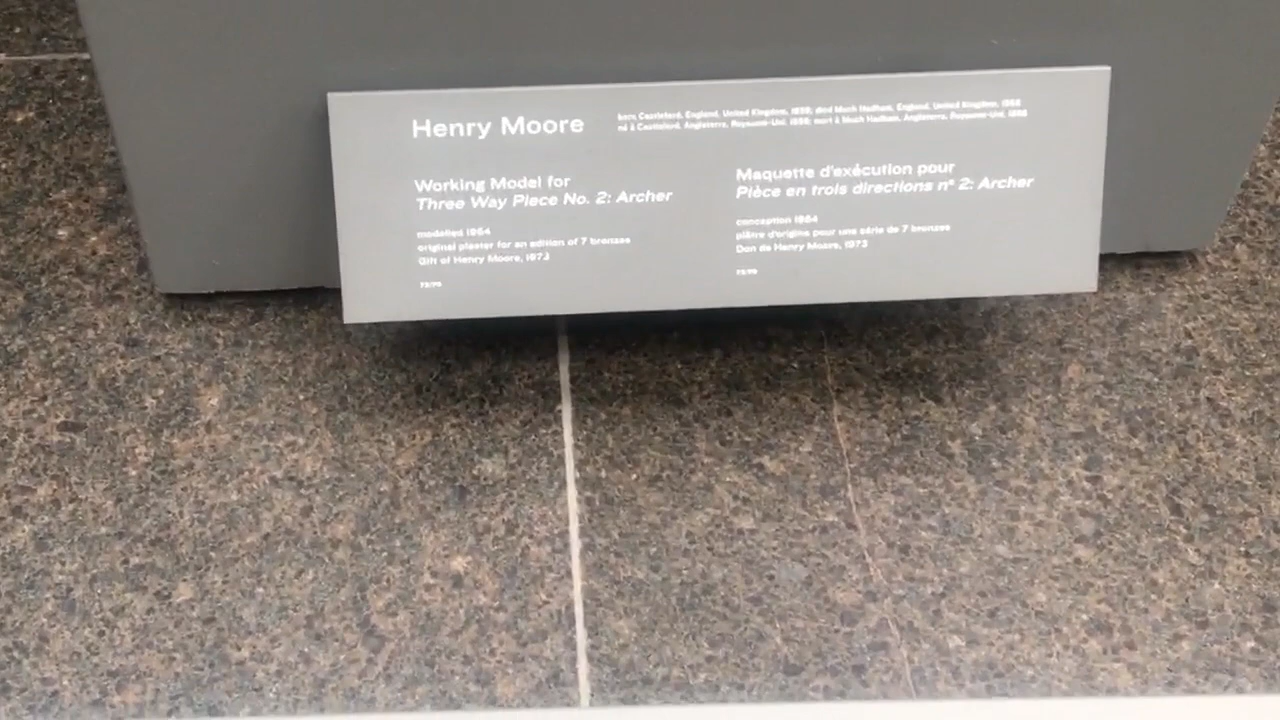 Henry Moore
born Castleford, England, United Kingdom, 1898; died Much Hadham, England, United Kingdom, 1986
né à Castleford, Angleterre, Royaume-Uni, 1898; mort à Much Hadham, Angleterre, Royaume-Uni, 1986
Working Model for
Three Way Piece No. 2: Archer
modelled 1964
original plaster for an edition of 7 bronzes
Gift of Henry Moore, 1973
Maquette d'exécution pour
Pièce en trois directions n° 2: Archer
conception 1964
plâtre d'origine pour une série de 7 bronzes
Don de Henry Moore, 1973